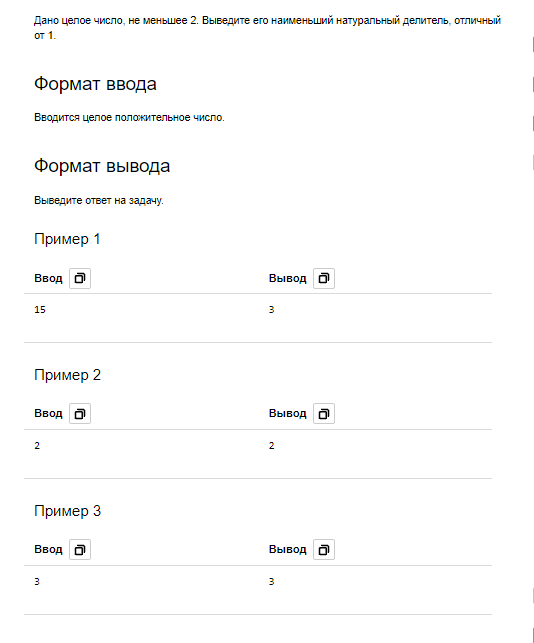 Дано целое число, не меньшее 2. Выведите его наименьший натуральный делитель, отличный
от 1.
Формат ввода
Вводится целое положительное число.
Формат вывода
Выведите ответ на задачу.
Пример 1
Ввод Вывод
15 3
Пример 2
Ввод Вывод
2 2
Пример 3
Ввод Вывод
3 3